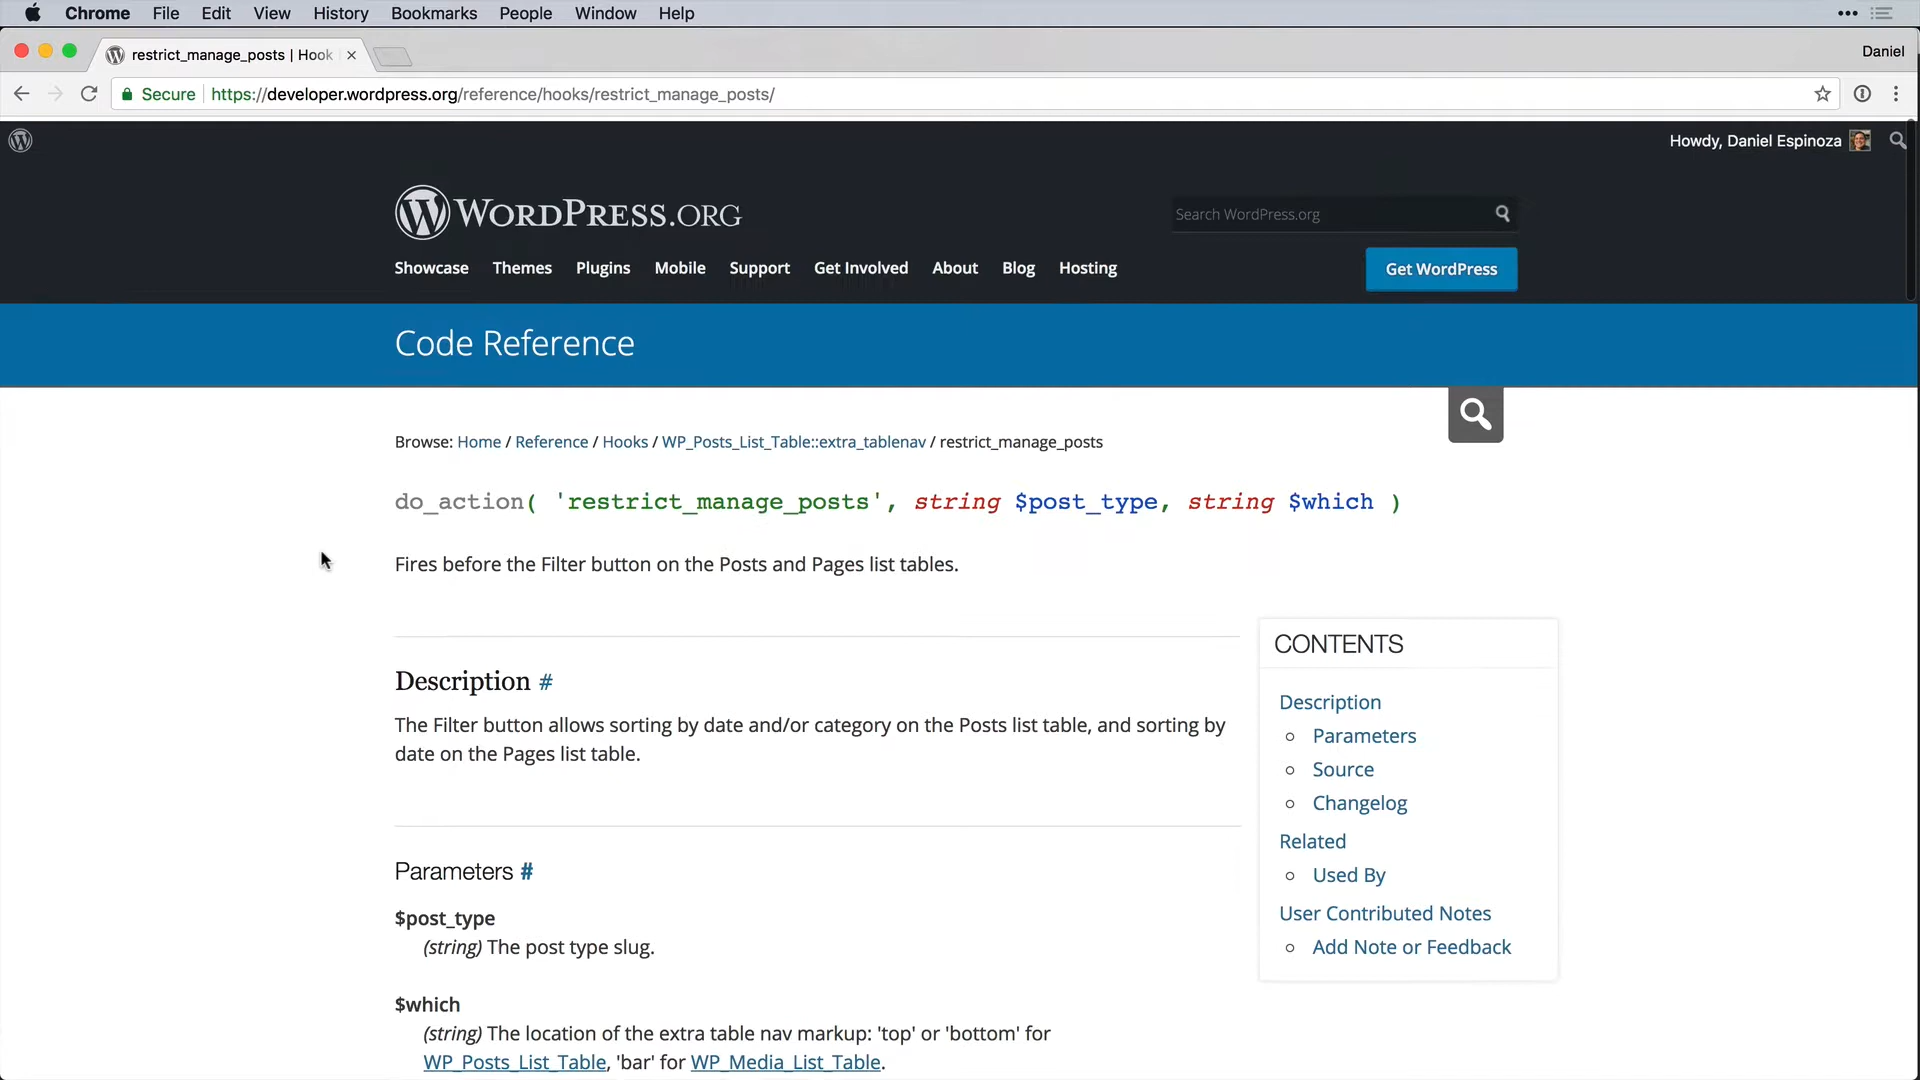 Chrome File Edit View History Bookmarks People Window Help
restrict_manage_posts | Hook
Daniel
Secure https://developer.wordpress.org/reference/hooks/restrict_manage_posts/
Howdy, Daniel Espinoza
WORDPRESS.ORG
Search WordPress.org
Showcase Themes Plugins Mobile Support Get Involved About Blog Hosting
Get WordPress
Code Reference
Browse: Home / Reference / Hooks / WP_Posts_List_Table::extra_tablenav / restrict_manage_posts
do_action( 'restrict_manage_posts', string $post_type, string $which )
Fires before the Filter button on the Posts and Pages list tables.
Description #
The Filter button allows sorting by date and/or category on the Posts list table, and sorting by
date on the Pages list table.
Parameters #
$post_type
(string) The post type slug.
$which
(string) The location of the extra table nav markup: 'top' or 'bottom' for
WP_Posts_List_Table, 'bar' for WP_Media_List_Table.
CONTENTS
Description
Parameters
Source
Changelog
Related
Used By
User Contributed Notes
Add Note or Feedback